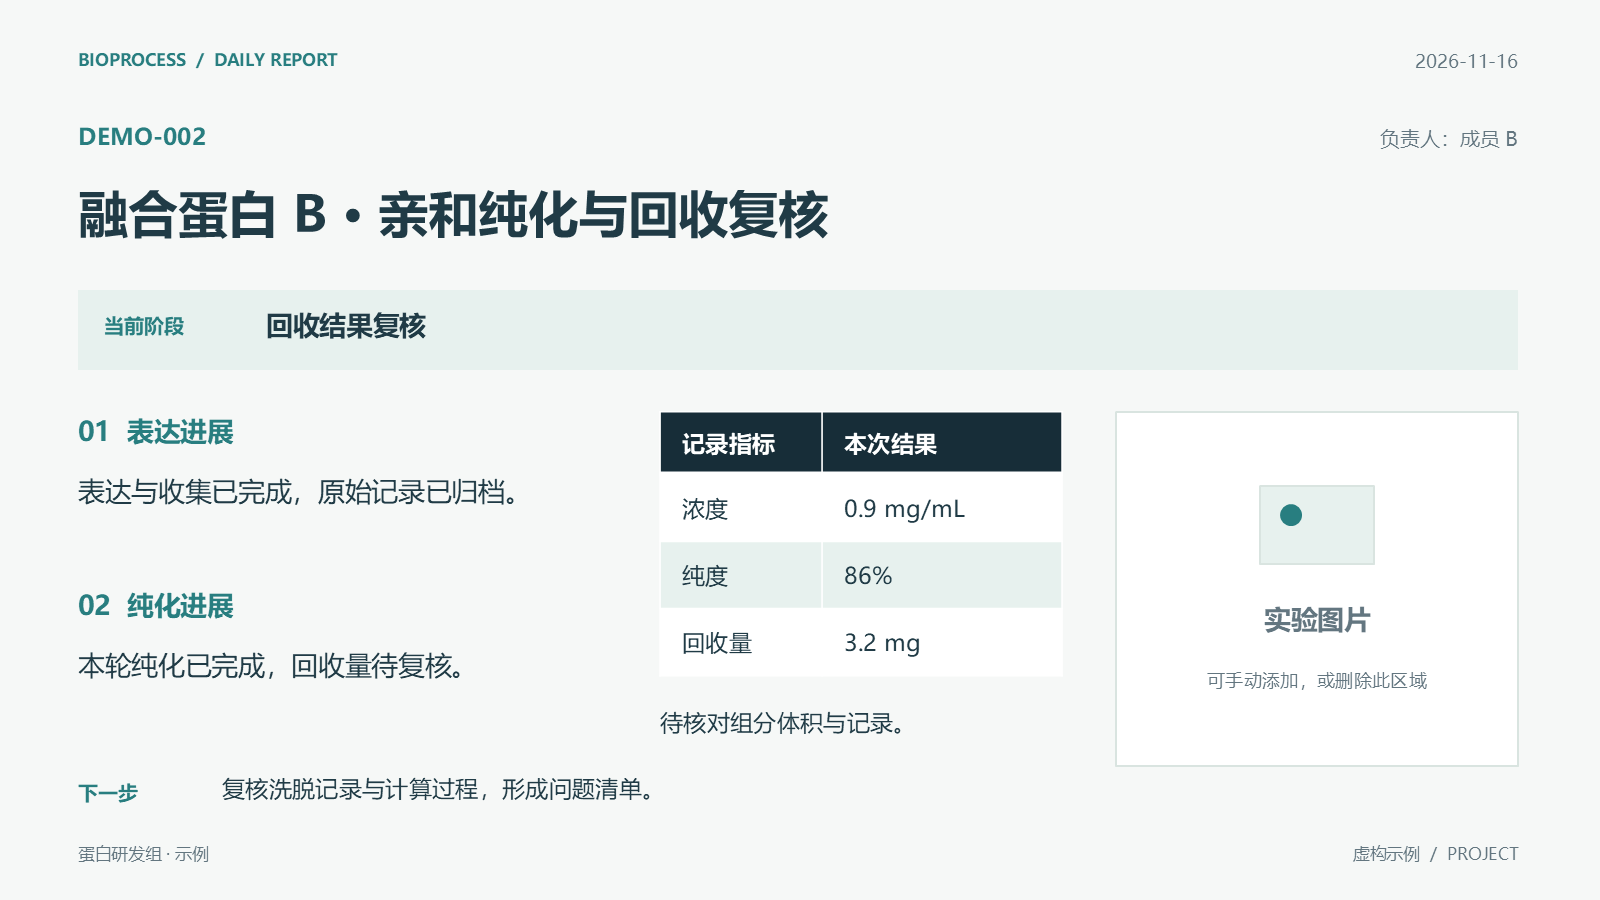 BIOPROCESS / DAILY REPORT
2026-11-16
DEMO-002
负责人：成员 B
融合蛋白 B · 亲和纯化与回收复核
当前阶段
回收结果复核
01 表达进展
表达与收集已完成，原始记录已归档。
02 纯化进展
本轮纯化已完成，回收量待复核。
记录指标 本次结果
浓度 0.9 mg/mL
纯度 86%
回收量 3.2 mg
待核对组分体积与记录。
实验图片
可手动添加，或删除此区域
下一步
复核洗脱记录与计算过程，形成问题清单。
蛋白研发组 · 示例
虚构示例 / PROJECT